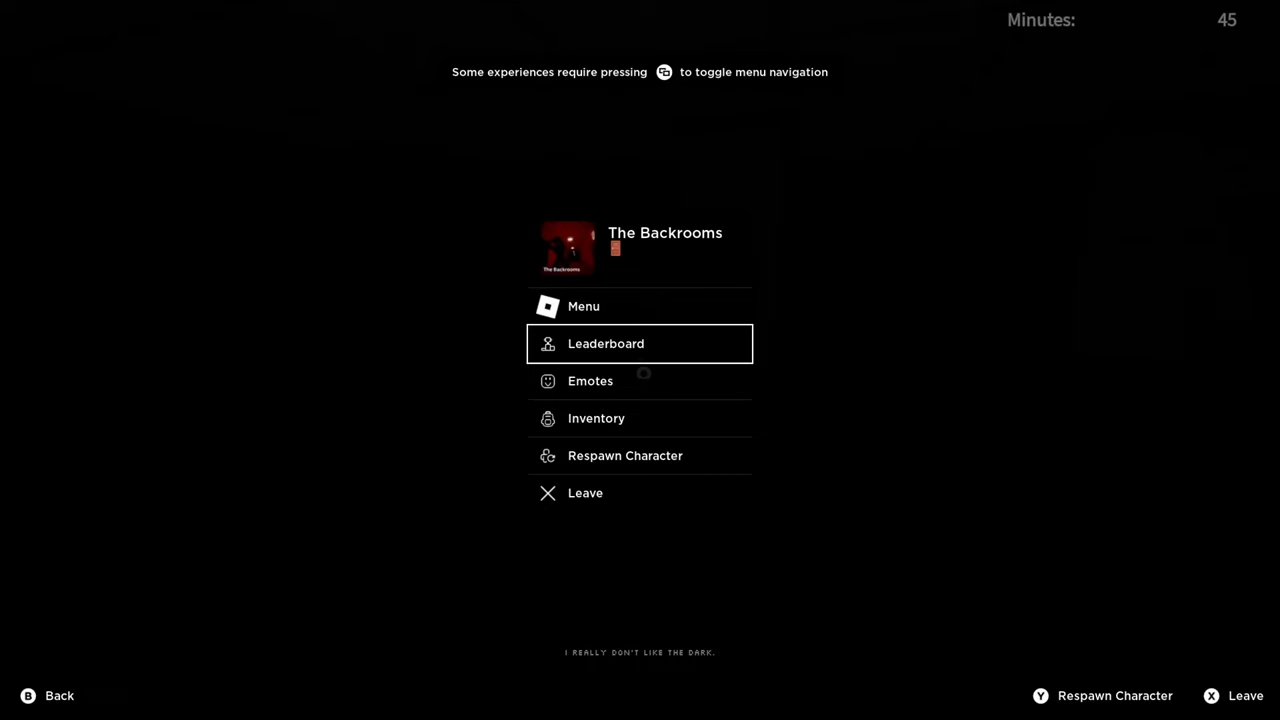 Minutes: 45
Some experiences require pressing to toggle menu navigation
The Backrooms
The Backrooms
Menu
Leaderboard
Emotes
Inventory
Respawn Character
Leave
I REALLY DON'T LIKE THE DARK.
B Back
Y Respawn Character
X Leave